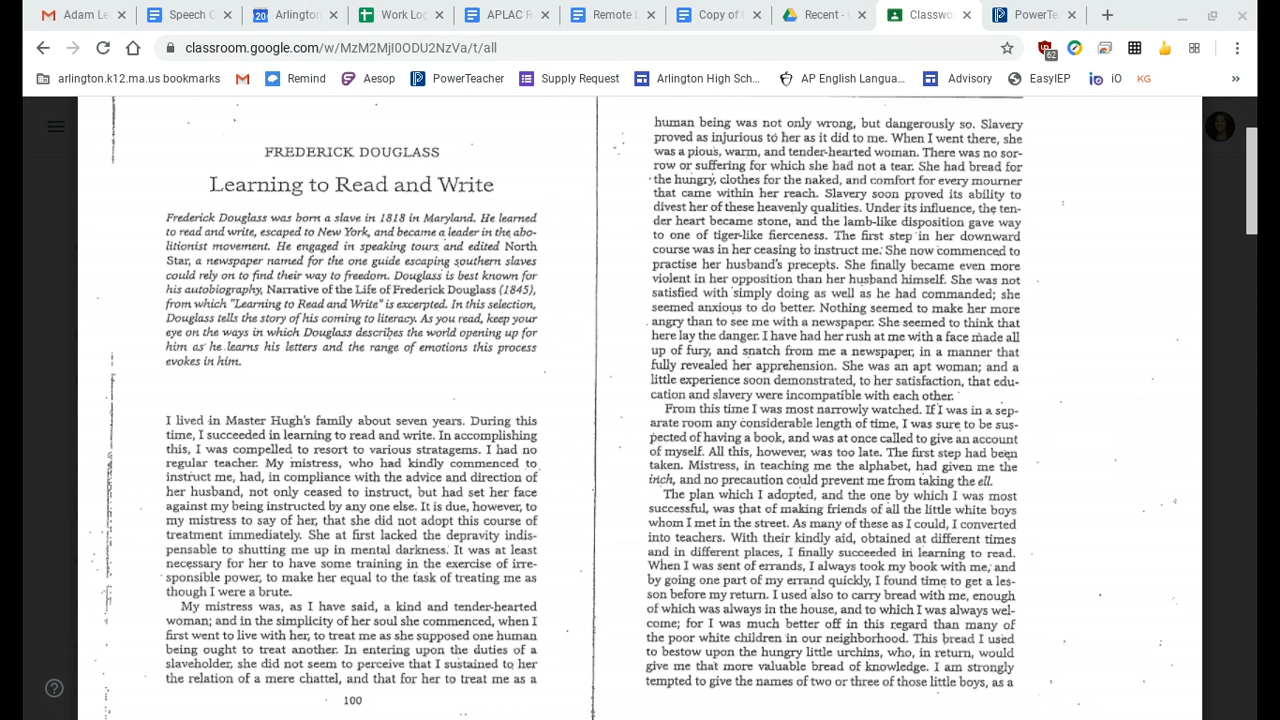 Adam Le
Speech C
20
Arlington
Work Log
APLAC R
Remote L
Copy of
Recent -
Classwo
PowerTe
classroom.google.com/w/MzM2MjI0ODU2NzVa/t/all
62
arlington.k12.ma.us bookmarks
Remind
Aesop
PowerTeacher
Supply Request
Arlington High Sch...
AP English Langua...
Advisory
EasyIEP
iO
KG
FREDERICK DOUGLASS
Learning to Read and Write
Frederick Douglass was born a slave in 1818 in Maryland. He learned
to read and write, escaped to New York, and became a leader in the abo-
litionist movement. He engaged in speaking tours and edited North
Star, a newspaper named for the one guide escaping southern slaves
could rely on to find their way to freedom. Douglass is best known for
his autobiography, Narrative of the Life of Frederick Douglass (1845),
from which "Learning to Read and Write" is excerpted. In this selection,
Douglass tells the story of his coming to literacy. As you read, keep your
eye on the ways in which Douglass describes the world opening up for
him as he learns his letters and the range of emotions this process
evokes in him.
I lived in Master Hugh's family about seven years. During this
time, I succeeded in learning to read and write. In accomplishing
this, I was compelled to resort to various stratagems. I had no
regular teacher. My mistress, who had kindly commenced to
instruct me, had, in compliance with the advice and direction of
her husband, not only ceased to instruct, but had set her face
against my being instructed by any one else. It is due, however, to
my mistress to say of her, that she did not adopt this course of
treatment immediately. She at first lacked the depravity indis-
pensable to shutting me up in mental darkness. It was at least
necessary for her to have some training in the exercise of irre-
sponsible power, to make her equal to the task of treating me as
though I were a brute.
My mistress was, as I have said, a kind and tender-hearted
woman; and in the simplicity of her soul she commenced, when I
first went to live with her, to treat me as she supposed one human
being ought to treat another. In entering upon the duties of a
slaveholder, she did not seem to perceive that I sustained to her
the relation of a mere chattel, and that for her to treat me as a
100
human being was not only wrong, but dangerously so. Slavery
proved as injurious to her as it did to me. When I went there, she
was a pious, warm, and tender-hearted woman. There was no sor-
row or suffering for which she had not a tear. She had bread for
the hungry, clothes for the naked, and comfort for every mourner
that came within her reach. Slavery soon proved its ability to
divest her of these heavenly qualities. Under its influence, the ten-
der heart became stone, and the lamb-like disposition gave way
to one of tiger-like fierceness. The first step in her downward
course was in her ceasing to instruct me. She now commenced to
practise her husband's precepts. She finally became even more
violent in her opposition than her husband himself. She was not
satisfied with simply doing as well as he had commanded; she
seemed anxious to do better. Nothing seemed to make her more
angry than to see me with a newspaper. She seemed to think that
here lay the danger. I have had her rush at me with a face made all
up of fury, and snatch from me a newspaper, in a manner that
fully revealed her apprehension. She was an apt woman; and a
little experience soon demonstrated, to her satisfaction, that edu-
cation and slavery were incompatible with each other.
From this time I was most narrowly watched. If I was in a sep-
arate room any considerable length of time, I was sure to be sus-
pected of having a book, and was at once called to give an account
of myself. All this, however, was too late. The first step had been
taken. Mistress, in teaching me the alphabet, had given me the
inch, and no precaution could prevent me from taking the ell.
The plan which I adopted, and the one by which I was most
successful, was that of making friends of all the little white boys
whom I met in the street. As many of these as I could, I converted
into teachers. With their kindly aid, obtained at different times
and in different places, I finally succeeded in learning to read.
When I was sent of errands, I always took my book with me, and
by going one part of my errand quickly, I found time to get a les-
son before my return. I used also to carry bread with me, enough
of which was always in the house, and to which I was always wel-
come; for I was much better off in this regard than many of
the poor white children in our neighborhood. This bread I used
to bestow upon the hungry little urchins, who, in return, would
give me that more valuable bread of knowledge. I am strongly
tempted to give the names of two or three of those little boys, as a